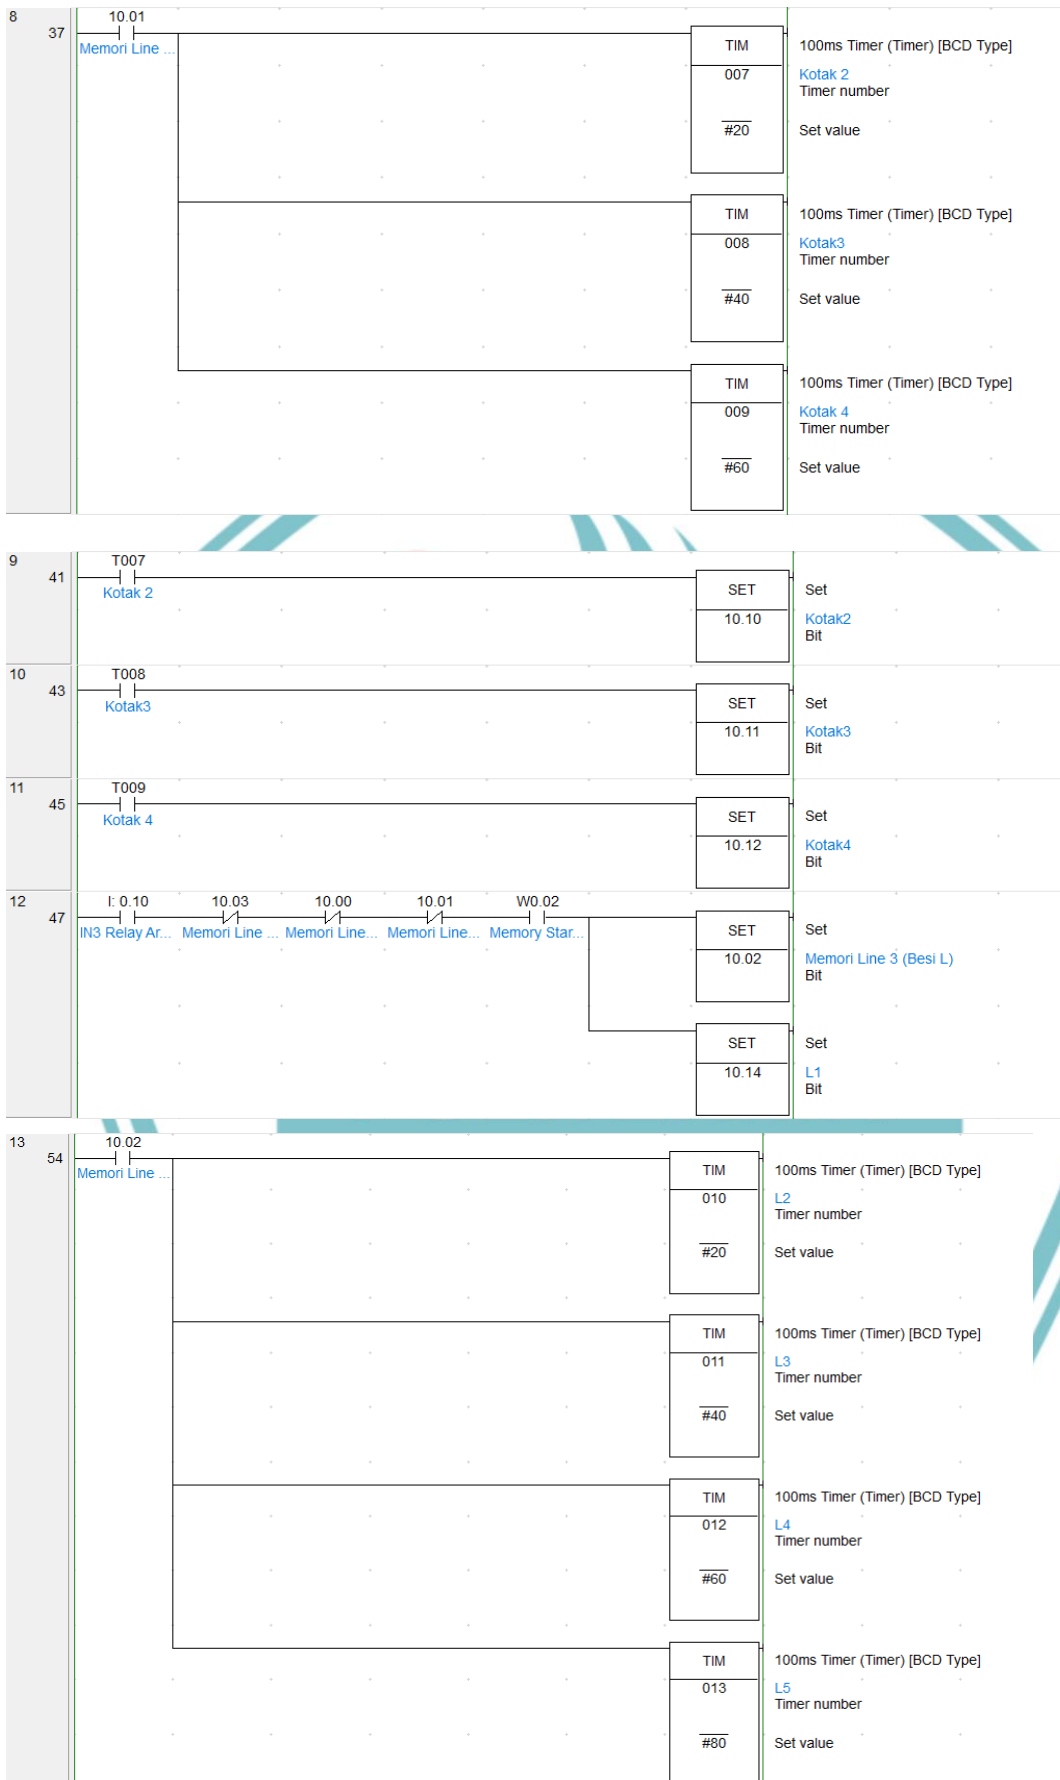 8
10.01
37
Memori Line ...
TIM
100ms Timer (Timer) [BCD Type]
007
Kotak 2
Timer number
#20
Set value
TIM
100ms Timer (Timer) [BCD Type]
008
Kotak3
Timer number
#40
Set value
TIM
100ms Timer (Timer) [BCD Type]
009
Kotak 4
Timer number
#60
Set value
9
T007
41
Kotak 2
SET
Set
10.10
Kotak2
Bit
10
T008
43
Kotak3
SET
Set
10.11
Kotak3
Bit
11
T009
45
Kotak 4
SET
Set
10.12
Kotak4
Bit
12
I: 0.10 10.03 10.00 10.01 W0.02
47
IN3 Relay Ar... Memori Line ... Memori Line... Memori Line... Memory Star...
SET
Set
10.02
Memori Line 3 (Besi L)
Bit
SET
Set
10.14
L1
Bit
13
10.02
54
Memori Line ...
TIM
100ms Timer (Timer) [BCD Type]
010
L2
Timer number
#20
Set value
TIM
100ms Timer (Timer) [BCD Type]
011
L3
Timer number
#40
Set value
TIM
100ms Timer (Timer) [BCD Type]
012
L4
Timer number
#60
Set value
TIM
100ms Timer (Timer) [BCD Type]
013
L5
Timer number
#80
Set value